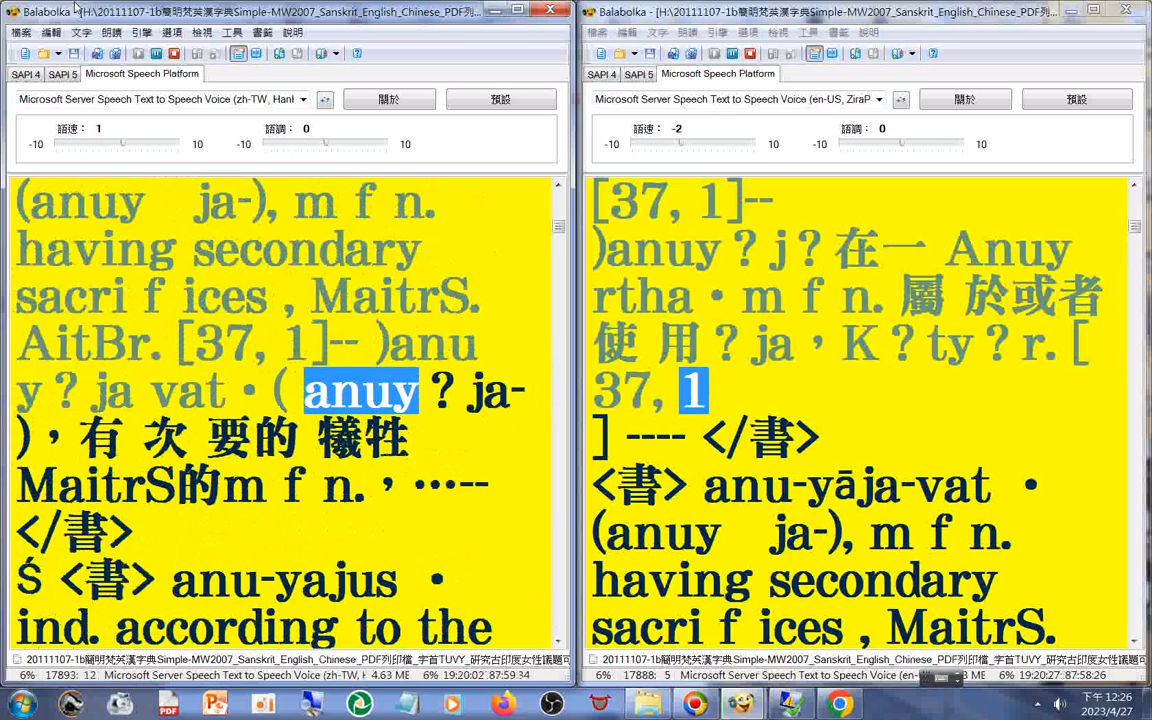 Balabolka - [H:\20111107-1b簡明梵英漢字典Simple-MW2007_Sanskrit_English_Chinese_PDF列...
檔案 編輯 文字 朗讀 引擎 選項 檢視 工具 書籤 說明
SAPI 4 SAPI 5 Microsoft Speech Platform
Microsoft Server Speech Text to Speech Voice (zh-TW, Hanl
關於
預設
語速: 1
語調: 0
-10 10 -10 10
(anuy ja-), m f n.
having secondary
sacri f ices , MaitrS.
AitBr. [37, 1]-- )anu
y？ja vat・( anuy？ja-
)，有 次 要的 犧牲
MaitrS的m f n.，…--
</書>
Ś <書> anu-yajus ・
ind. according to the
20111107-1b簡明梵英漢字典Simple-MW2007_Sanskrit_English_Chinese_PDF列印檔_字首TUVY_研究古印度女性議題可
6% 17893: 12 Microsoft Server Speech Text to Speech Voice (zh-TW, H 4.63 ME 6% 19:20:02.87:59:34
Balabolka - [H:\20111107-1b簡明梵英漢字典Simple-MW2007_Sanskrit_English_Chinese_PDF列印...
檔案 編輯 文字 朗讀 引擎 選項 檢視 工具 書籤 說明
SAPI 4 SAPI 5 Microsoft Speech Platform
Microsoft Server Speech Text to Speech Voice (en-US, ZiraP
關於
預設
語速: -2
語調: 0
-10 10 -10 10
[37, 1]--
)anuy？j？在一 Anuy
rtha・m f n. 屬 於或者
使 用？ja，K？ty？r. [
37, 1
] ---- </書>
<書> anu-yāja-vat ・
(anuy ja-), m f n.
having secondary
sacri f ices , MaitrS.
20111107-1b簡明梵英漢字典Simple-MW2007_Sanskrit_English_Chinese_PDF列印檔_字首TUVY_研究古印度女性議題可
6% 17888: 5 Microsoft Server Speech Text to Speech Voice (en-US, 6% 19:20:27.87:58:26
下午 12:26
2023/4/27